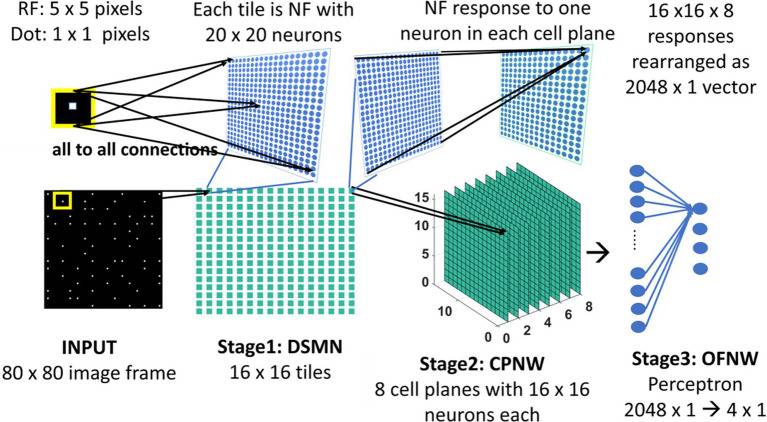 RF: 5 x 5 pixels
Dot: 1 x 1 pixels
Each tile is NF with
20 x 20 neurons
NF response to one
neuron in each cell plane
16 x16 x 8
responses
rearranged as
2048 x 1 vector
all to all connections
15
10
5
0
10
0
0
2
4
6
8
INPUT
80 x 80 image frame
Stage1: DSMN
16 x 16 tiles
Stage2: CPNW
8 cell planes with 16 x 16
neurons each
Stage3: OFNW
Perceptron
2048 x 1 → 4 x 1